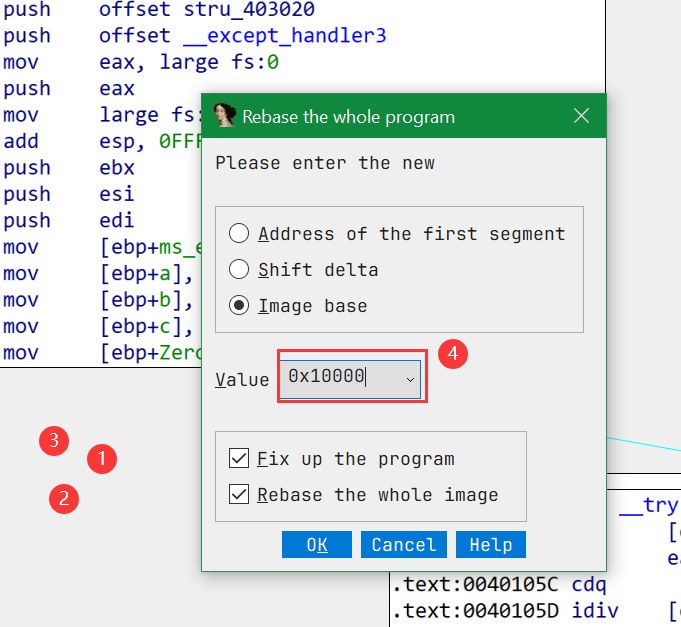 push offset stru_403020
push offset __except_handler3
mov eax, large fs:0
push eax
mov large fs:
add esp, 0FFF
push ebx
push esi
push edi
mov [ebp+ms_e
mov [ebp+a],
mov [ebp+b],
mov [ebp+c],
mov [ebp+Zero
Rebase the whole program
Please enter the new
Address of the first segment
Shift delta
Image base
Value 0x10000
4
3
1
2
Fix up the program
Rebase the whole image
OK Cancel Help
__try
[
ea
.text:0040105C cdq
.text:0040105D idiv [